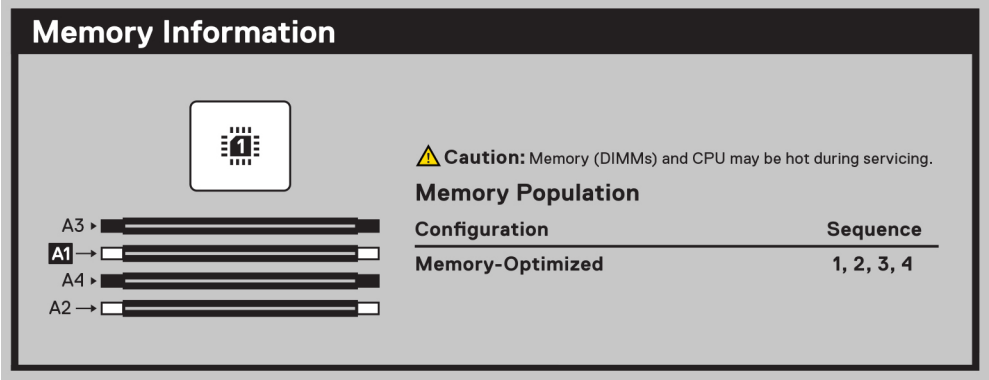 Memory Information
1
Caution: Memory (DIMMs) and CPU may be hot during servicing.
Memory Population
Configuration Sequence
Memory-Optimized 1, 2, 3, 4
A3
A1
A4
A2